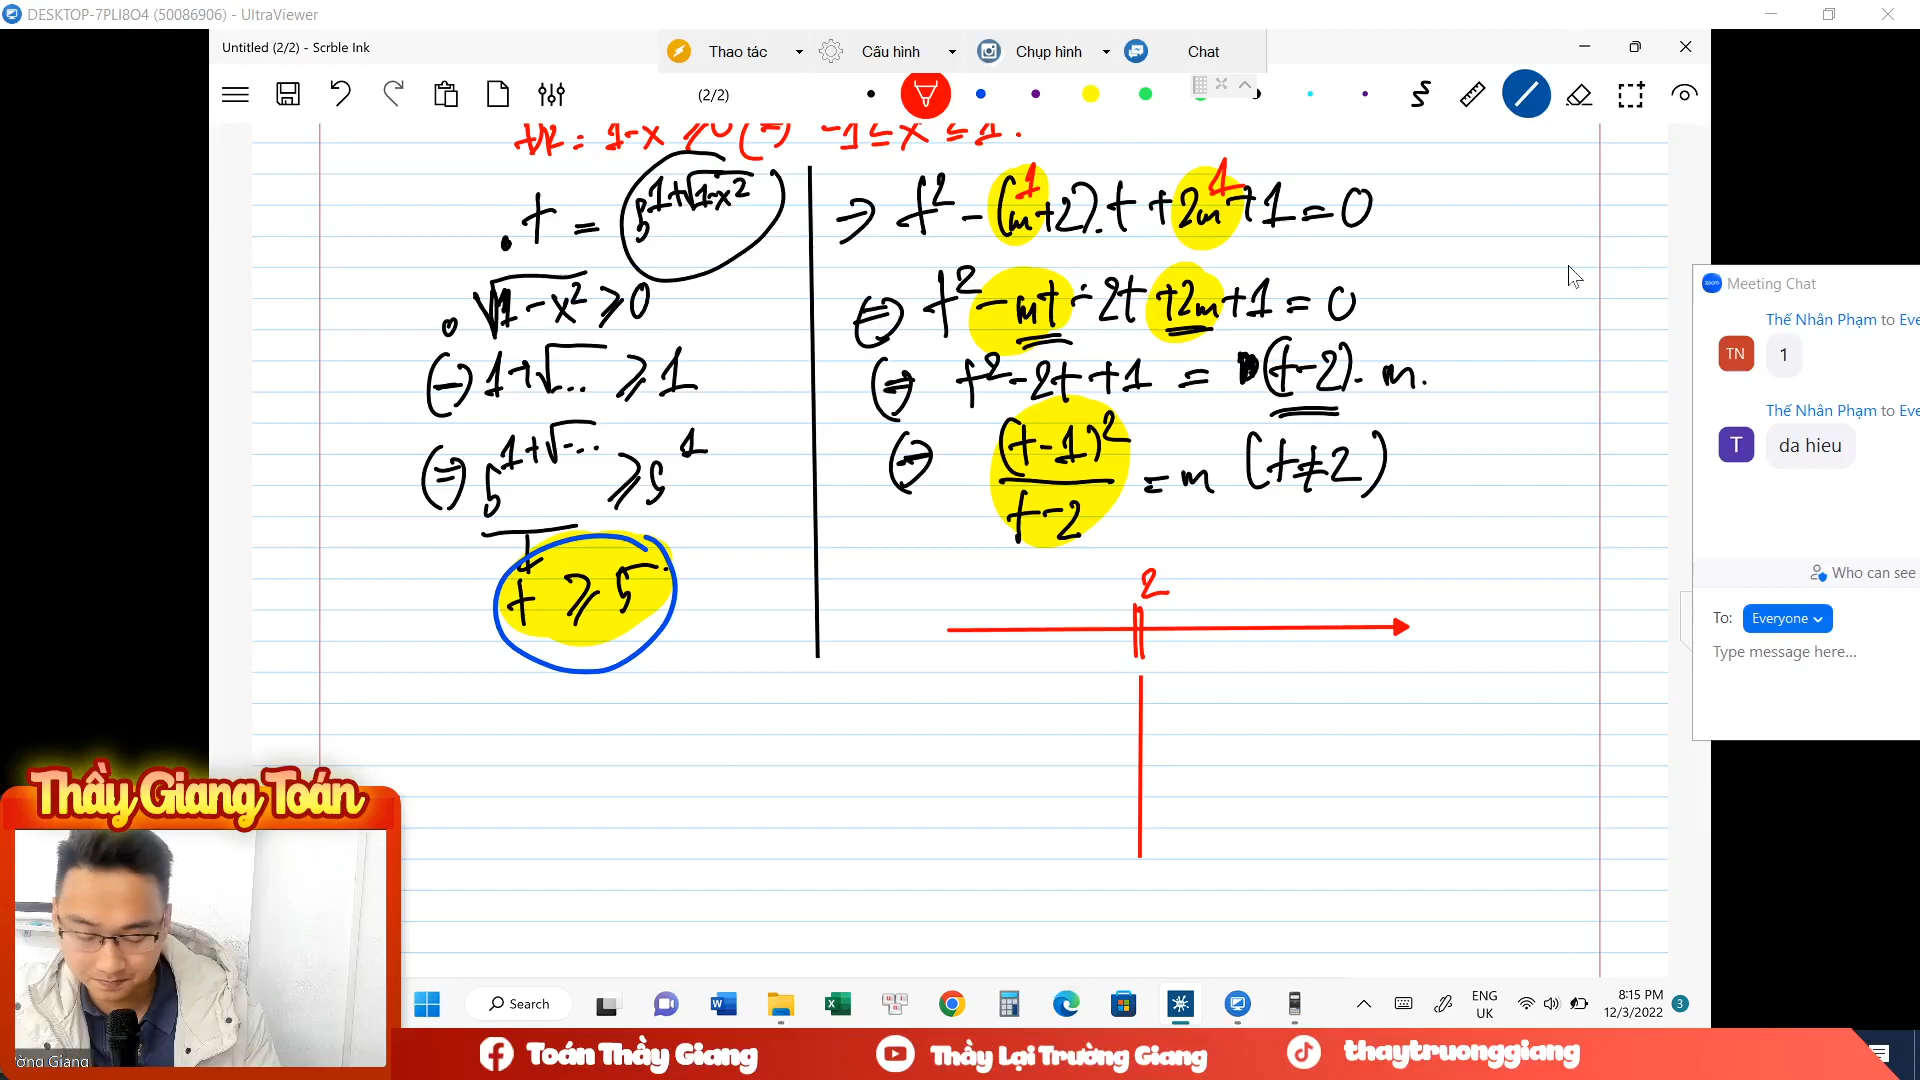 DESKTOP-7PLI8O4 (50086906) - UltraViewer
Untitled (2/2) - Scrble Ink
Thao tác
Cấu hình
Chụp hình
Chat
(2/2)
. t = 5^{1+√(1-x²)}
. √(1-x²) ⩾ 0
(=) 1+√... ⩾ 1
(=) 5^{1+√...} ⩾ 5^1
t
t ⩾ 5.
1 1
=> t² - (m+2).t + 2m+1 = 0
(=) t² - mt - 2t + 2m + 1 = 0
(=) t² - 2t + 1 = (t-2). m.
(=) (t-1)²/(t-2) = m (t≠2)
2
Meeting Chat
Thế Nhân Phạm to Eve
TN
1
Thế Nhân Phạm to Eve
T
da hieu
Who can see
To: Everyone
Type message here...
Thầy Giang Toán
ờng Giang
Search
ENG
UK
8:15 PM
12/3/2022
3
Toán Thầy Giang
Thầy Lại Trường Giang
thaytruonggiang